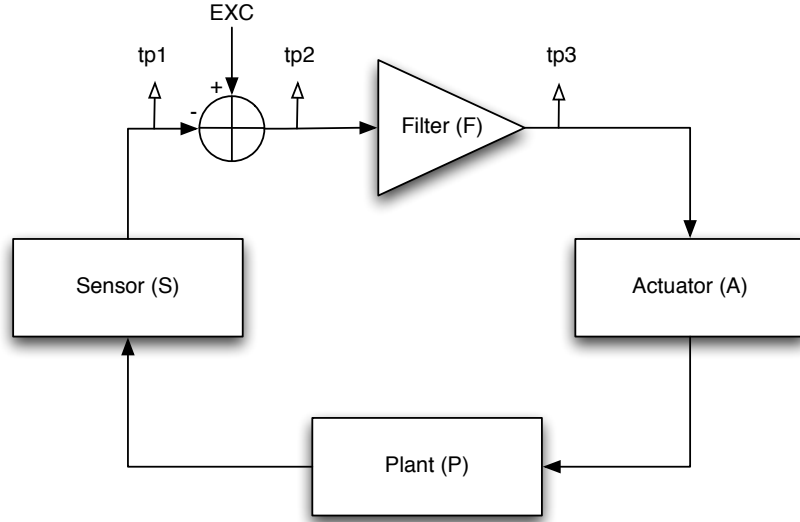 EXC
tp1
tp2
tp3
+
-
Filter (F)
Sensor (S)
Actuator (A)
Plant (P)